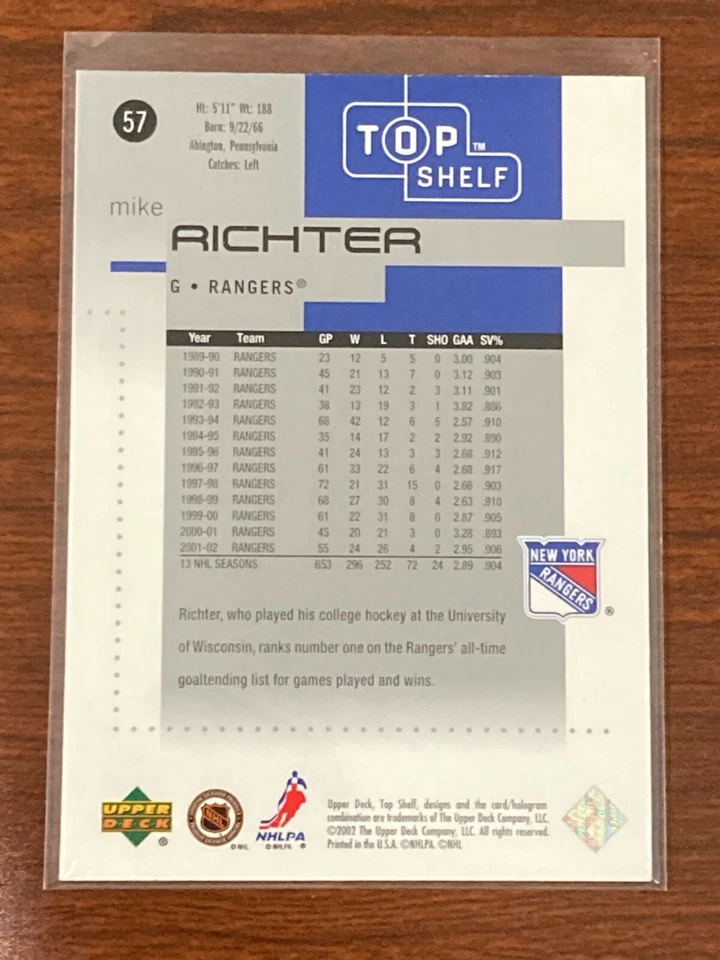 57
Ht: 5'11" Wt: 188
Born: 9/22/66
Abington, Pennsylvania
Catches: Left
TOP™
SHELF
mike
RICHTER
G • RANGERS®
Year Team GP W L T SHO GAA SV%
1989-90 RANGERS 23 12 5 5 0 3.00 .904
1990-91 RANGERS 45 21 13 7 0 3.12 .903
1991-92 RANGERS 41 23 12 2 3 3.11 .901
1992-93 RANGERS 38 13 19 3 1 3.82 .886
1993-94 RANGERS 68 42 12 6 5 2.57 .910
1994-95 RANGERS 35 14 17 2 2 2.92 .890
1995-96 RANGERS 41 24 13 3 3 2.68 .912
1996-97 RANGERS 61 33 22 6 4 2.68 .917
1997-98 RANGERS 72 21 31 15 0 2.66 .903
1998-99 RANGERS 68 27 30 8 4 2.63 .910
1999-00 RANGERS 61 22 31 8 0 2.87 .905
2000-01 RANGERS 45 20 21 3 0 3.28 .893
2001-02 RANGERS 55 24 26 4 2 2.95 .906
13 NHL SEASONS 653 296 252 72 24 2.89 .904
NEW YORK
RANGERS
®
Richter, who played his college hockey at the University
of Wisconsin, ranks number one on the Rangers' all-time
goaltending list for games played and wins.
UPPER
DECK
®
NHL
©NHL
NHLPA
©NHLPA ®
Upper Deck, Top Shelf, designs and the card/hologram
combination are trademarks of The Upper Deck Company, LLC.
©2002 The Upper Deck Company, LLC. All rights reserved.
Printed in the U.S.A. ©NHLPA. ©NHL